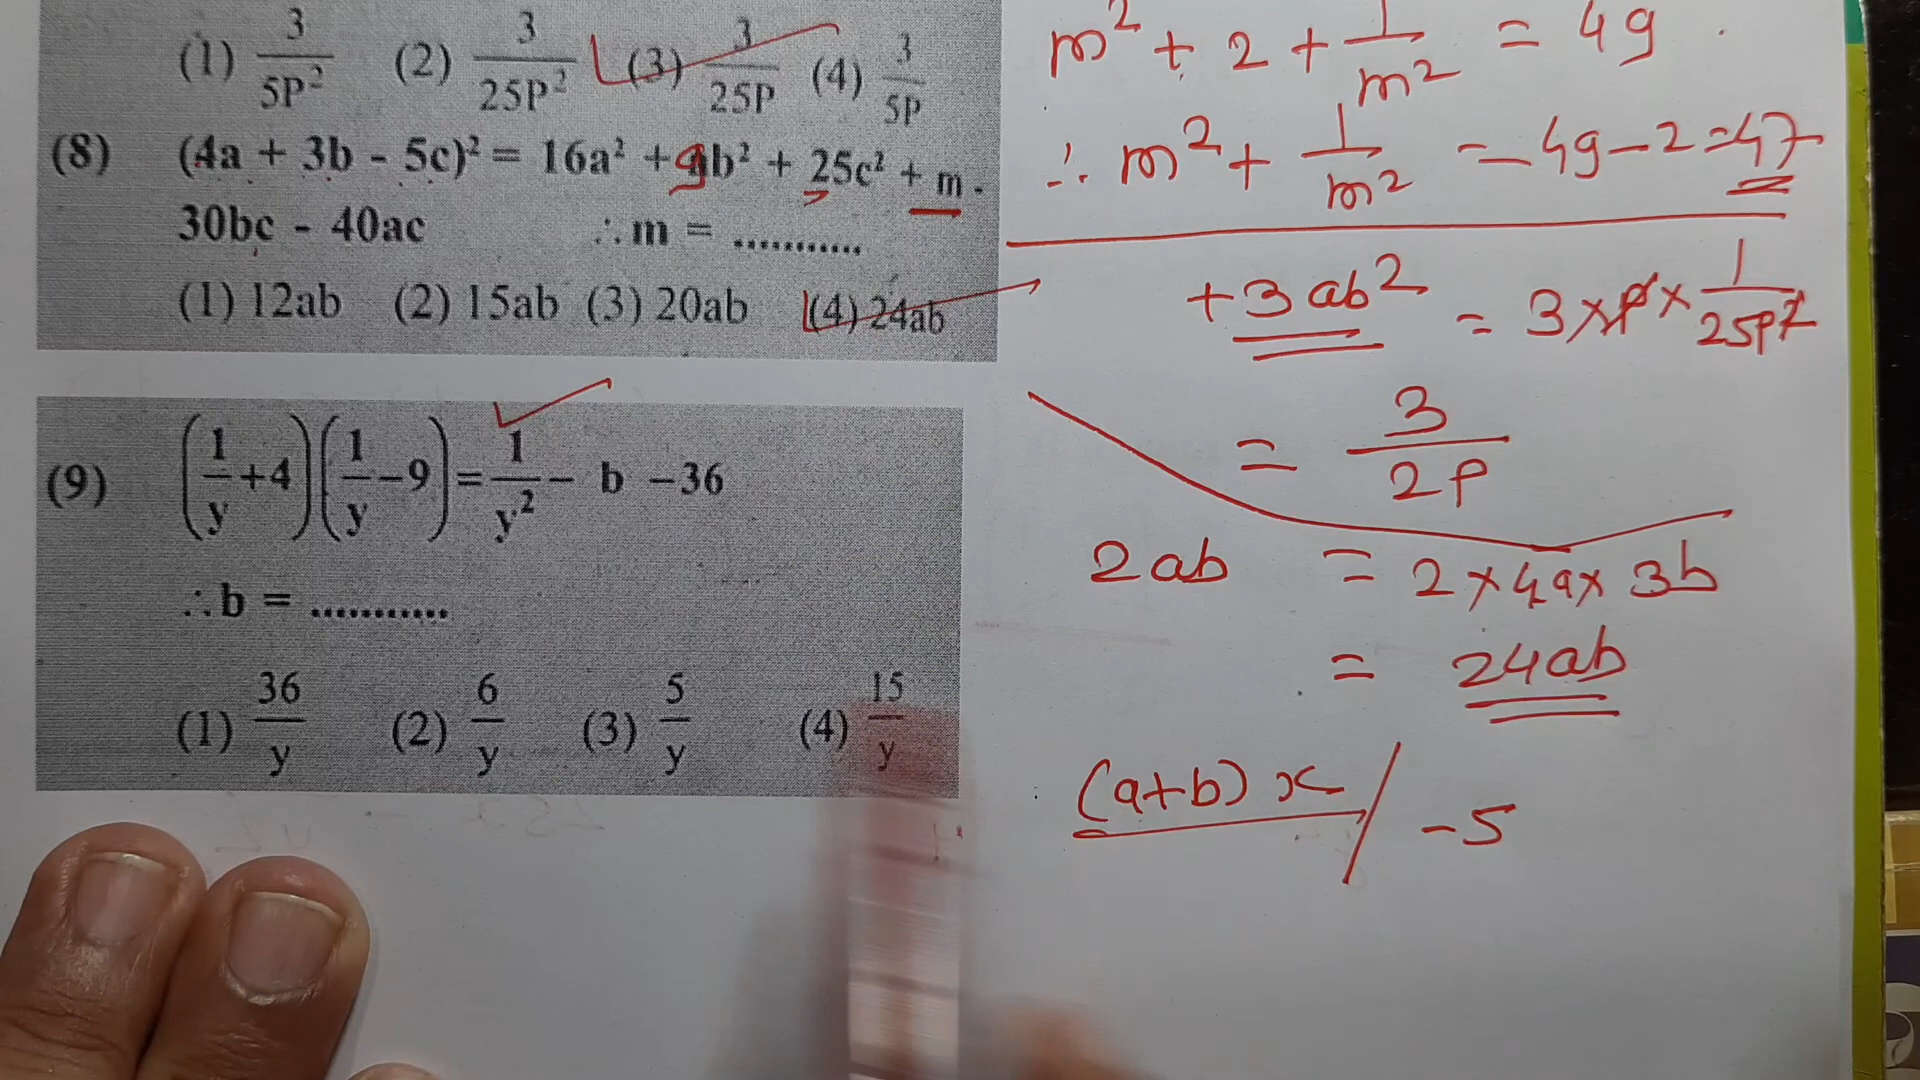 (1) 3/5P² (2) 3/25P² (3) 3/25P (4) 3/5P
(8) (4a + 3b - 5c)² = 16a² + 9b² + 25c² + m -
30bc - 40ac ∴ m = ...........
(1) 12ab (2) 15ab (3) 20ab (4) 24ab
(9) (1/y+4)(1/y−9)=1/y²− b −36
∴ b = ...........
(1) 36/y (2) 6/y (3) 5/y (4) 15/y
m² + 2 + 1/m² = 49
∴ m² + 1/m² = 49 - 2 = 47
+3ab² = 3 × p × 1/25p²
= 3/2p
2ab = 2 × 4a × 3b
= 24ab
(a+b) x / -5